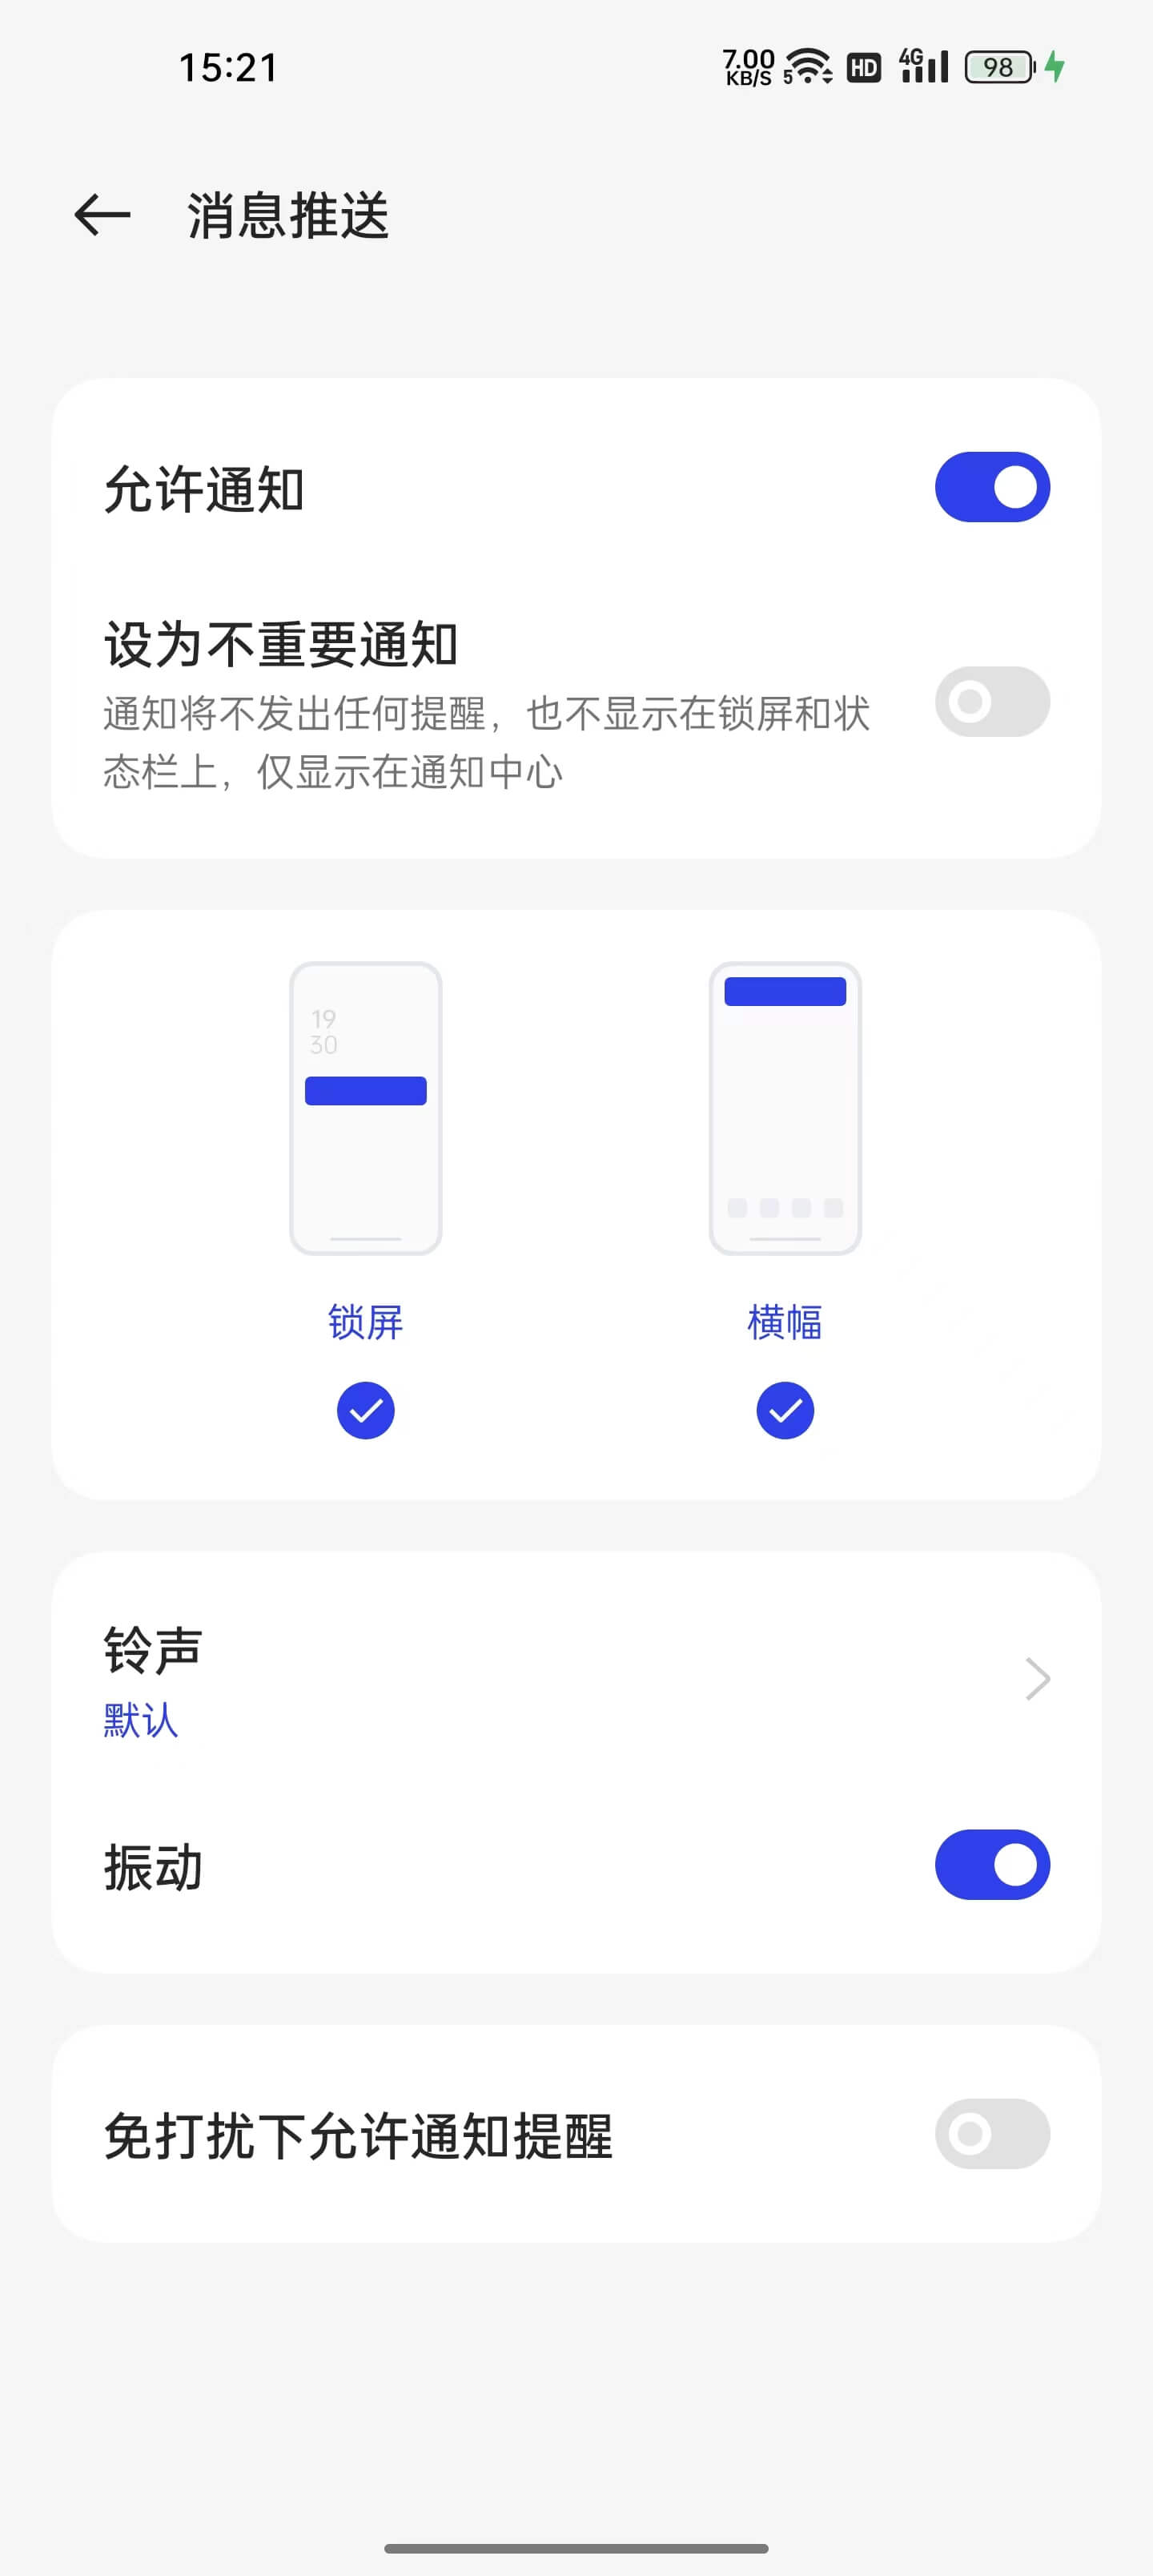 15:21
7.00
KB/S
5
HD
4G
98
消息推送
允许通知
设为不重要通知
通知将不发出任何提醒，也不显示在锁屏和状
态栏上，仅显示在通知中心
19
30
锁屏
横幅
铃声
默认
振动
免打扰下允许通知提醒